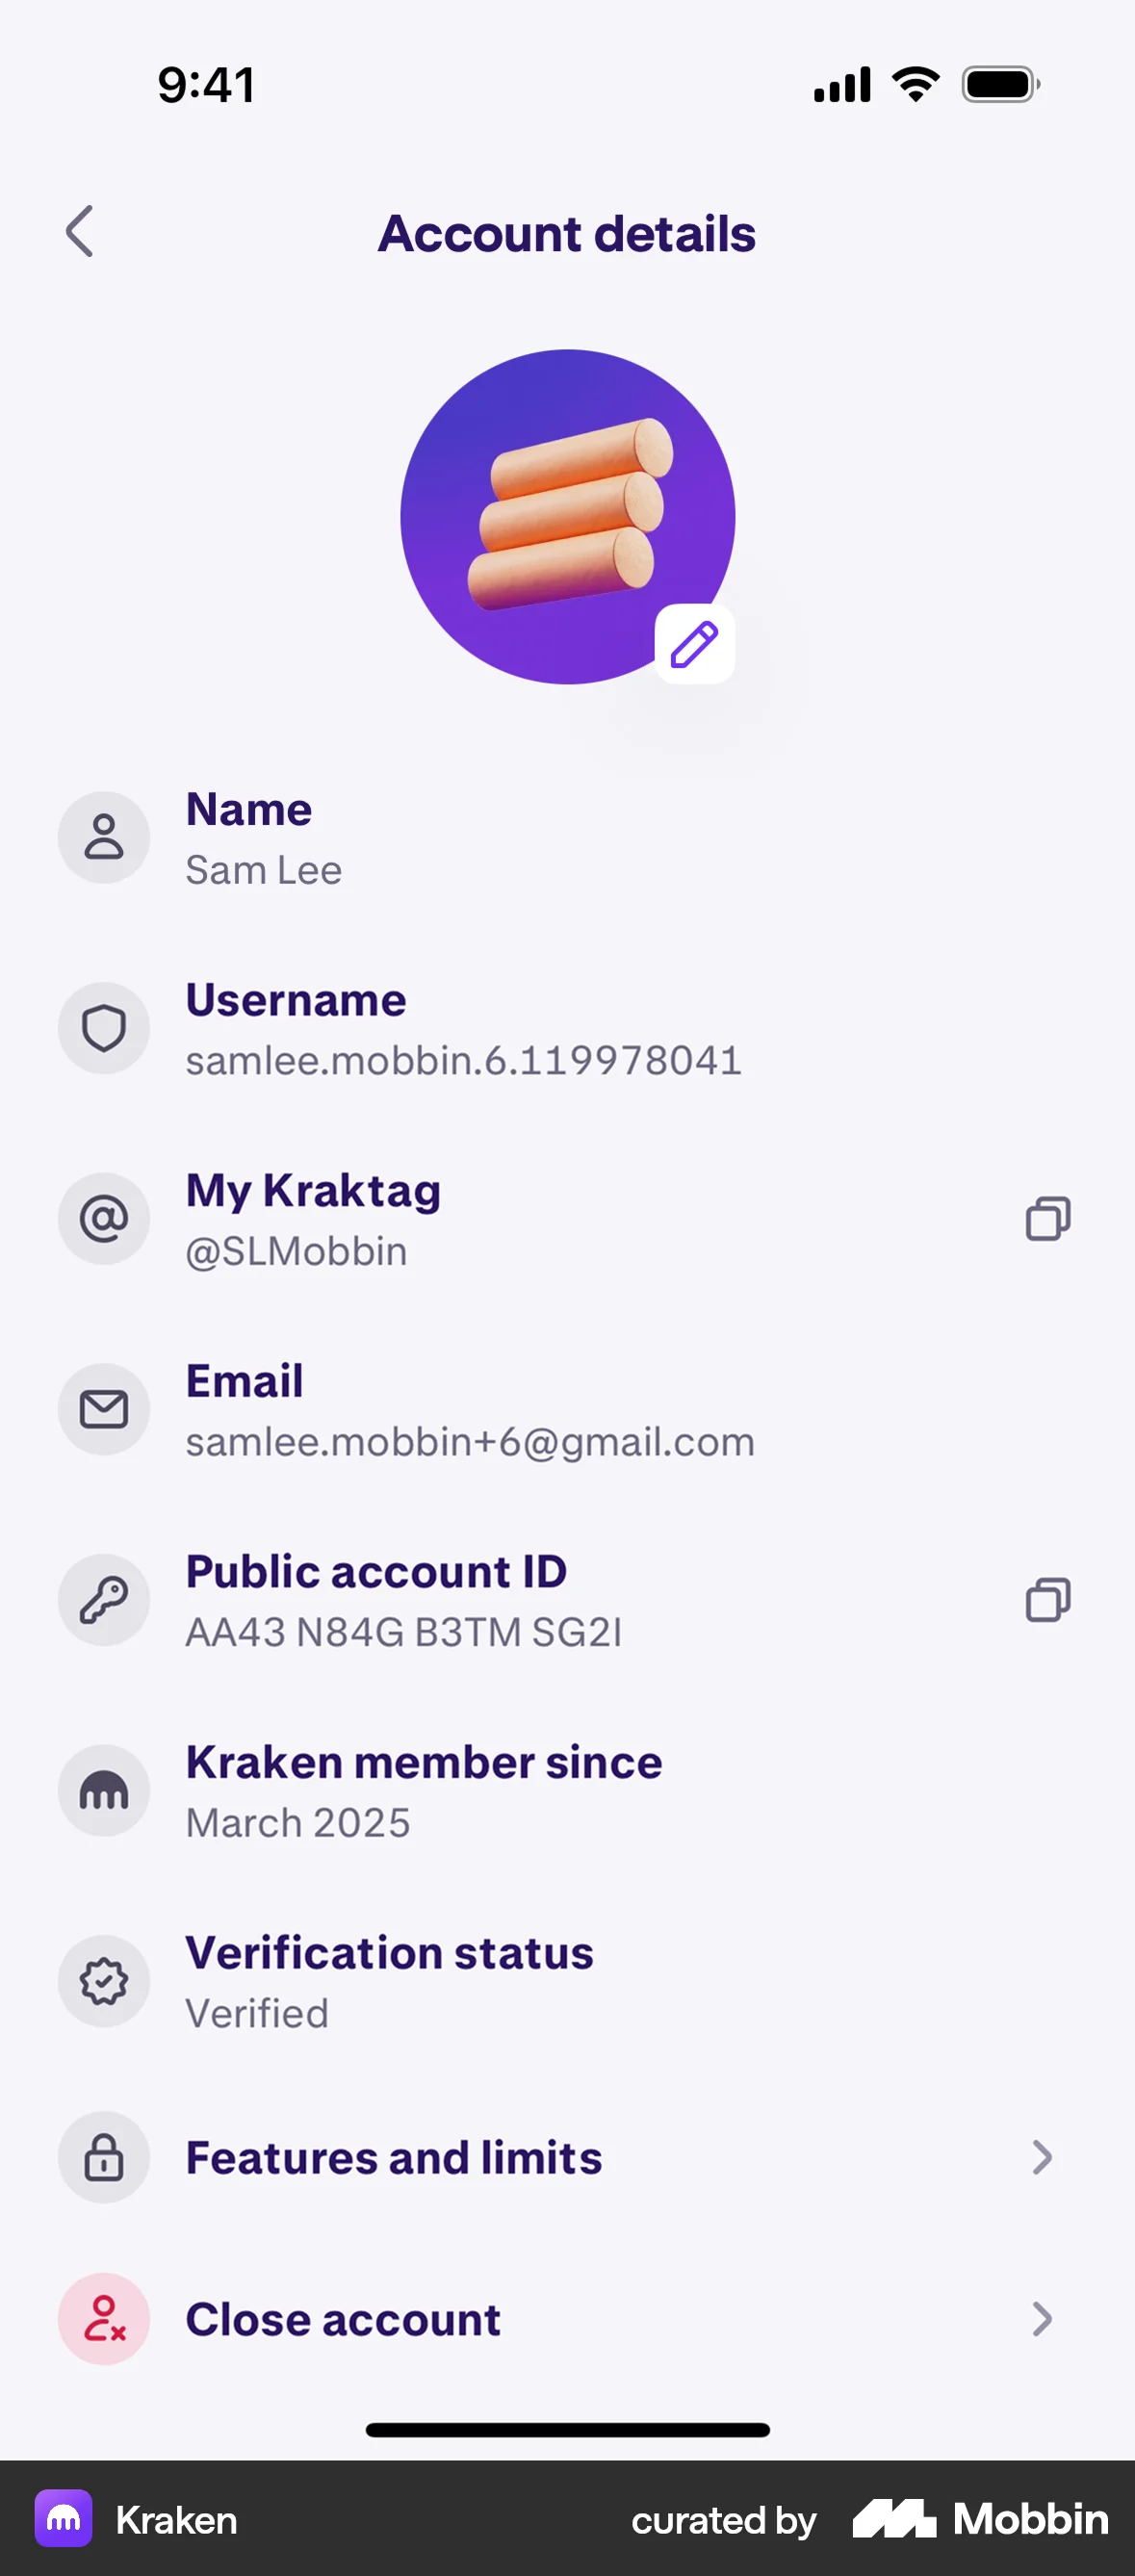 9:41
Account details
Name
Sam Lee
Username
samlee.mobbin.6.119978041
My Kraktag
@SLMobbin
Email
samlee.mobbin+6@gmail.com
Public account ID
AA43 N84G B3TM SG2I
Kraken member since
March 2025
Verification status
Verified
Features and limits
Close account
Kraken
curated by Mobbin